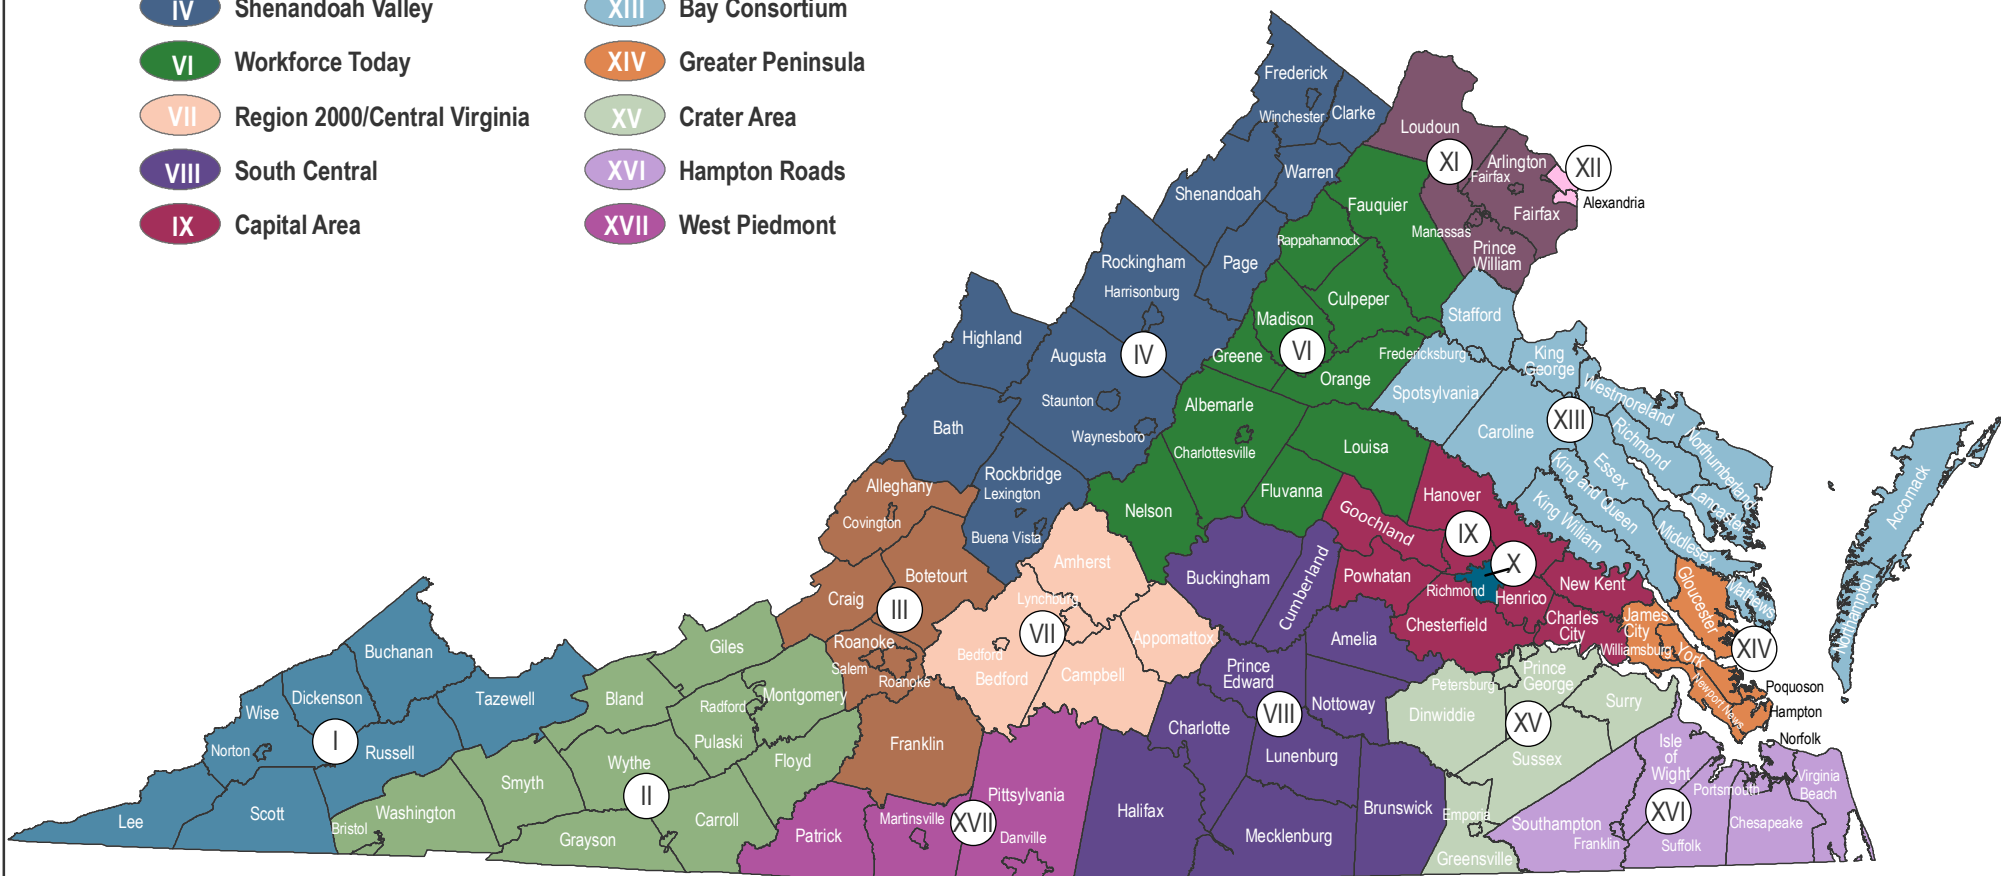 IV Shenandoah Valley
VI Workforce Today
VII Region 2000/Central Virginia
VIII South Central
IX Capital Area
XIII Bay Consortium
XIV Greater Peninsula
XV Crater Area
XVI Hampton Roads
XVII West Piedmont
Frederick
Winchester
Clarke
Loudoun
XI
Arlington
Fairfax
XII
Alexandria
Fairfax
Manassas
Prince
William
Warren
Shenandoah
Fauquier
Rappahannock
Rockingham
Harrisonburg
Page
Culpeper
Madison
VI
Greene
Orange
Highland
Augusta
IV
Staunton
Waynesboro
Bath
Rockbridge
Lexington
Buena Vista
Albemarle
Charlottesville
Louisa
Fluvanna
Nelson
Stafford
Fredericksburg
King
George
Spotsylvania
Caroline
XIII
Westmoreland
Richmond
Northumberland
Essex
Lancaster
King and Queen
King William
Middlesex
Mathews
Accomack
Northampton
Alleghany
Covington
Botetourt
Craig
III
Roanoke
Salem
Roanoke
Franklin
Amherst
Lynchburg
VII
Appomattox
Bedford
Bedford
Campbell
Hanover
Goochland
IX
X
Powhatan
Richmond
Henrico
New Kent
Chesterfield
Charles
City
Gloucester
James
City
Williamsburg
York
XIV
Newport News
Poquoson
Hampton
Norfolk
Buckingham
Cumberland
Amelia
Prince
Edward
Nottoway
VIII
Charlotte
Lunenburg
Halifax
Mecklenburg
Brunswick
Petersburg
Prince
George
Surry
Dinwiddie
XV
Sussex
Emporia
Greensville
Isle
of
Wight
Portsmouth
Virginia
Beach
XVI
Southampton
Franklin
Suffolk
Chesapeake
Buchanan
Dickenson
Wise
Tazewell
Norton
I
Russell
Lee
Scott
Giles
Bland
Radford
Montgomery
Pulaski
Floyd
Wythe
II
Smyth
Washington
Bristol
Grayson
Carroll
Patrick
Martinsville
XVII
Pittsylvania
Danville